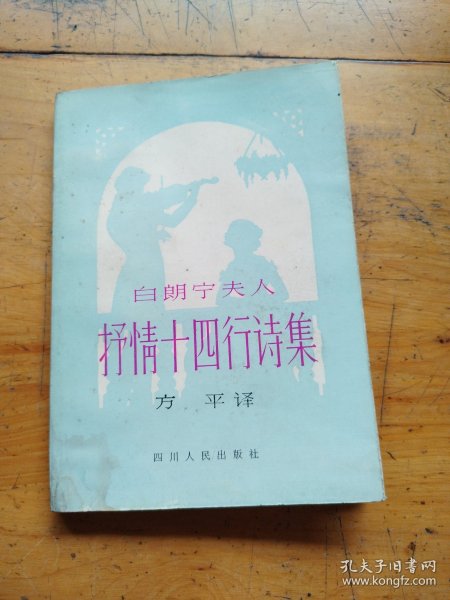 白朗宁夫人
抒情十四行诗集
方 平译
四川人民出版社
孔夫子旧书网
www.kongfz.com